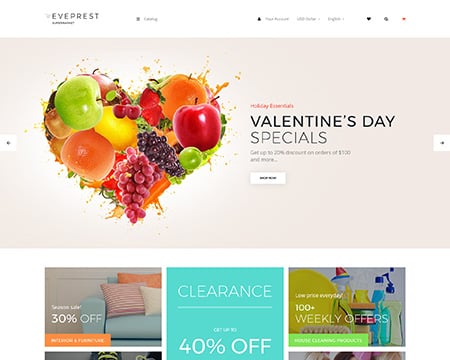 EYEPREST
SUPERMARKET
Catalog
Your Account
USD Dollar
English
Holiday Essentials
VALENTINE'S DAY
SPECIALS
Get up to 20% discount on orders of $100
and more...
SHOP NOW
Season sale!
30% OFF
INTERIOR & FURNITURE
CLEARANCE
GET UP TO
40% OFF
Low price everyday!
100+
WEEKLY OFFERS
HOUSE CLEANING PRODUCTS